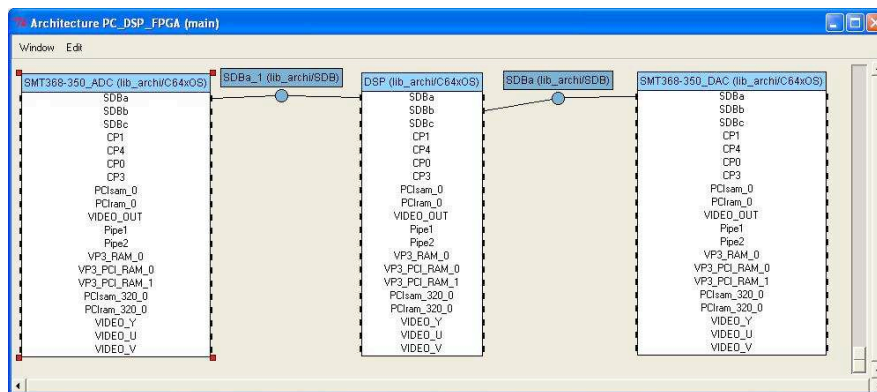 Architecture PC_DSP_FPGA (main)
Window Edit
SMT368-350_ADC (lib_archi/C64xOS)
SDBa
SDBb
SDBc
CP1
CP4
CP0
CP3
PCIsam_0
PCIram_0
VIDEO_OUT
Pipe1
Pipe2
VP3_RAM_0
VP3_PCI_RAM_0
VP3_PCI_RAM_1
PCIsam_320_0
PCIram_320_0
VIDEO_Y
VIDEO_U
VIDEO_V
SDBa_1 (lib_archi/SDB)
DSP (lib_archi/C64xOS)
SDBa
SDBb
SDBc
CP1
CP4
CP0
CP3
PCIsam_0
PCIram_0
VIDEO_OUT
Pipe1
Pipe2
VP3_RAM_0
VP3_PCI_RAM_0
VP3_PCI_RAM_1
PCIsam_320_0
PCIram_320_0
VIDEO_Y
VIDEO_U
VIDEO_V
SDBa (lib_archi/SDB)
SMT368-350_DAC (lib_archi/C64xOS)
SDBa
SDBb
SDBc
CP1
CP4
CP0
CP3
PCIsam_0
PCIram_0
VIDEO_OUT
Pipe1
Pipe2
VP3_RAM_0
VP3_PCI_RAM_0
VP3_PCI_RAM_1
PCIsam_320_0
PCIram_320_0
VIDEO_Y
VIDEO_U
VIDEO_V